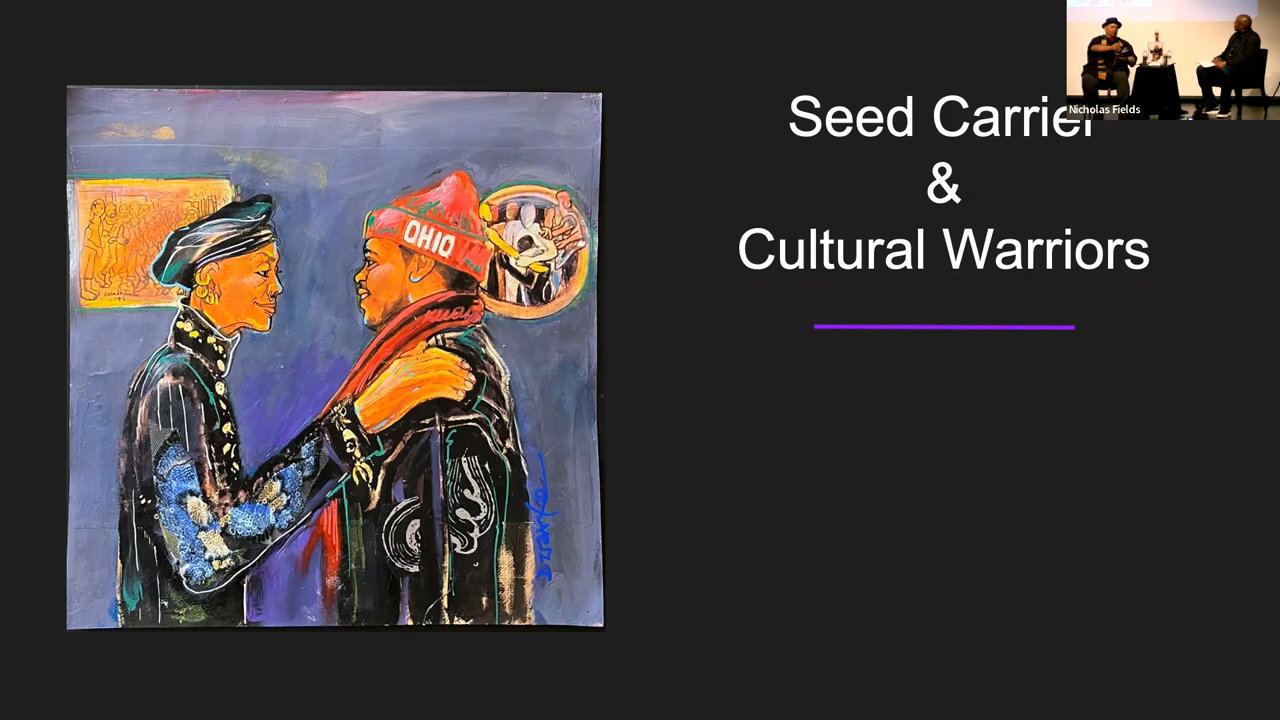 Nicholas Fields
Seed Carrier
&
Cultural Warriors
OHIO